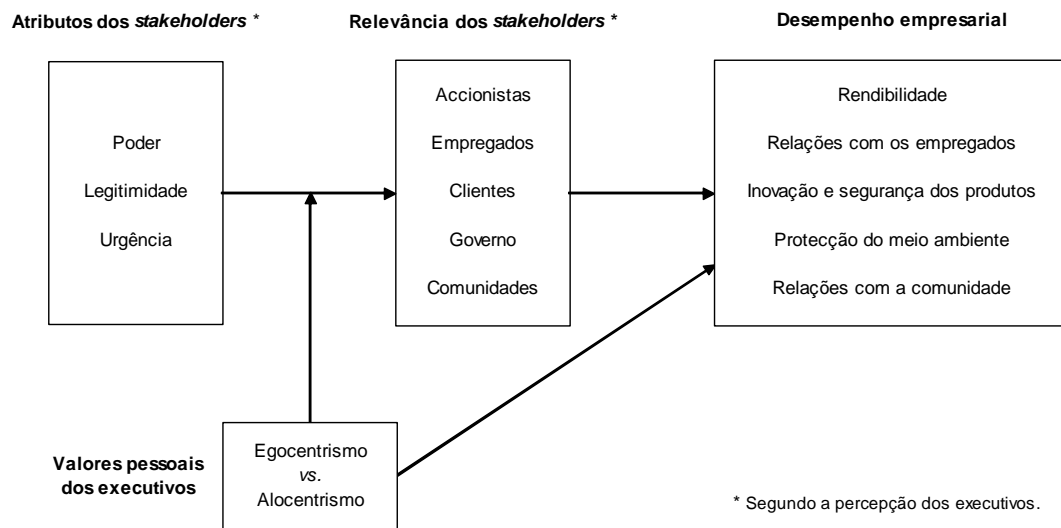 Atributos dos stakeholders *
Relevância dos stakeholders *
Desempenho empresarial
Poder
Legitimidade
Urgência
Accionistas
Empregados
Clientes
Governo
Comunidades
Rendibilidade
Relações com os empregados
Inovação e segurança dos produtos
Protecção do meio ambiente
Relações com a comunidade
Valores pessoais
dos executivos
Egocentrismo
vs.
Alocentrismo
* Segundo a percepção dos executivos.